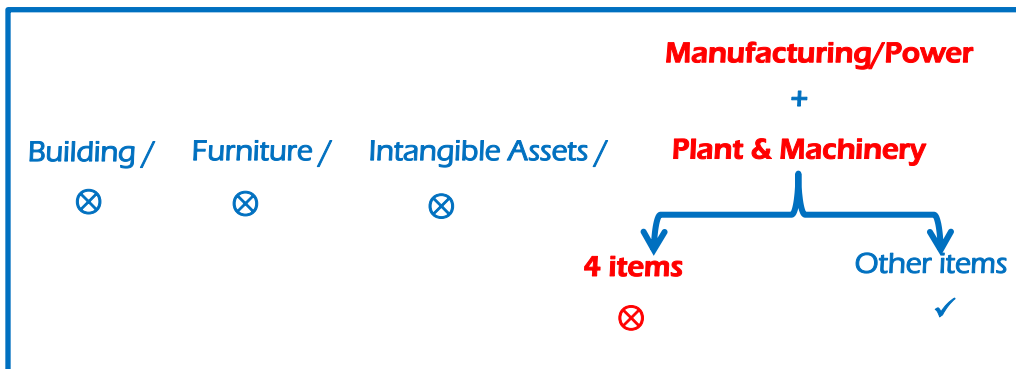 Manufacturing/Power
+
Building / Furniture / Intangible Assets / Plant & Machinery
4 items Other items